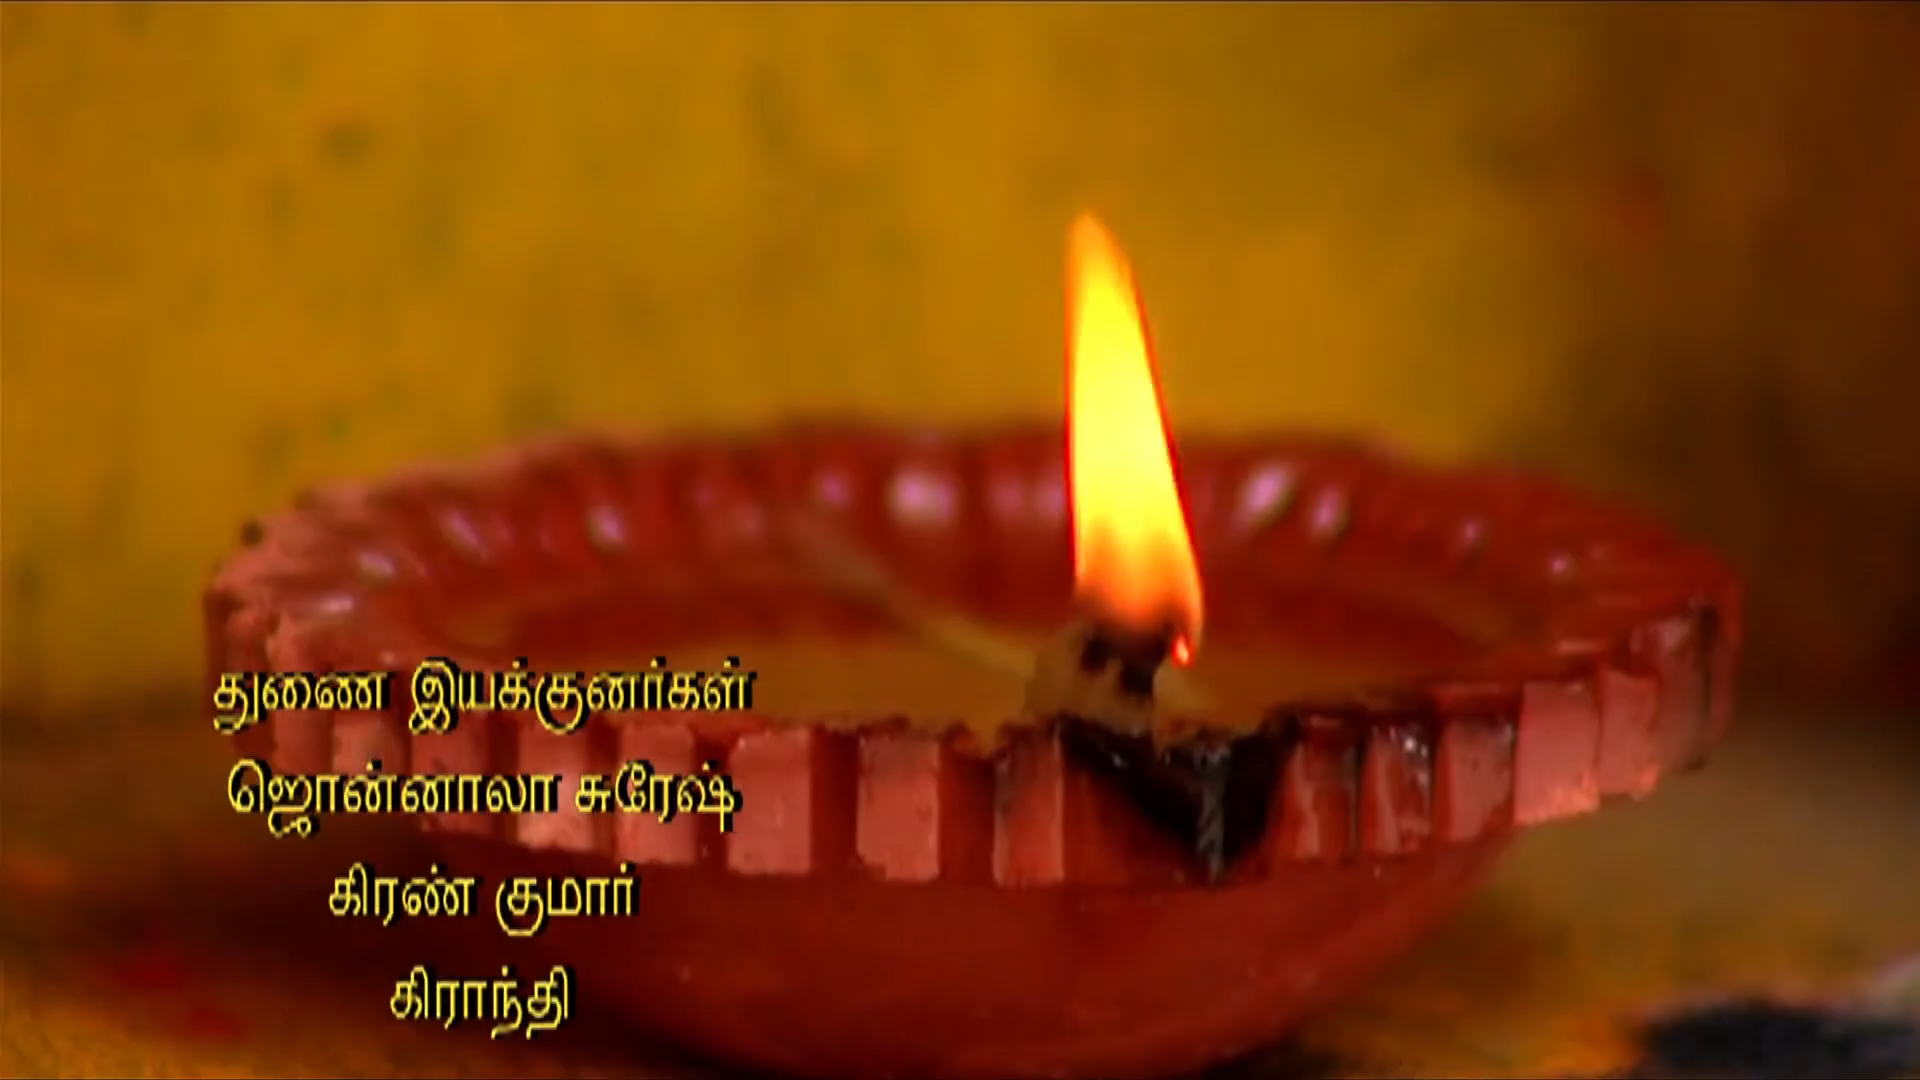 துணை இயக்குனர்கள்
ஜொன்னாலா சுரேஷ்
கிரண் குமார்
கிராந்தி